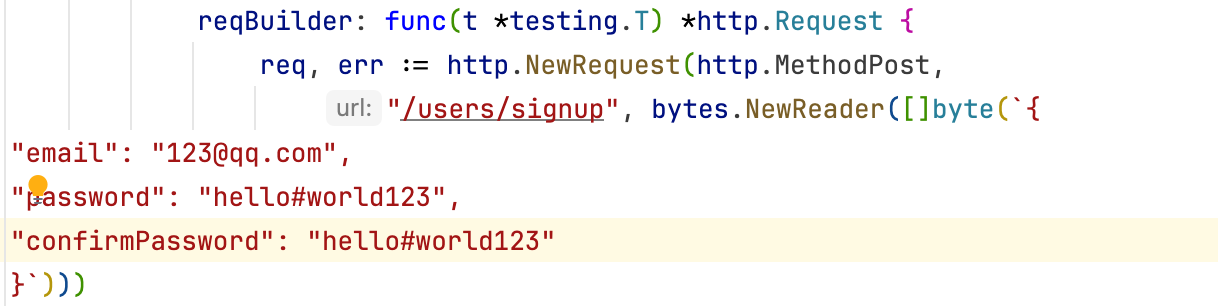 reqBuilder: func(t *testing.T) *http.Request {
req, err := http.NewRequest(http.MethodPost,
url: "/users/signup", bytes.NewReader([]byte(`{
"email": "123@qq.com",
"password": "hello#world123",
"confirmPassword": "hello#world123"
}`)))